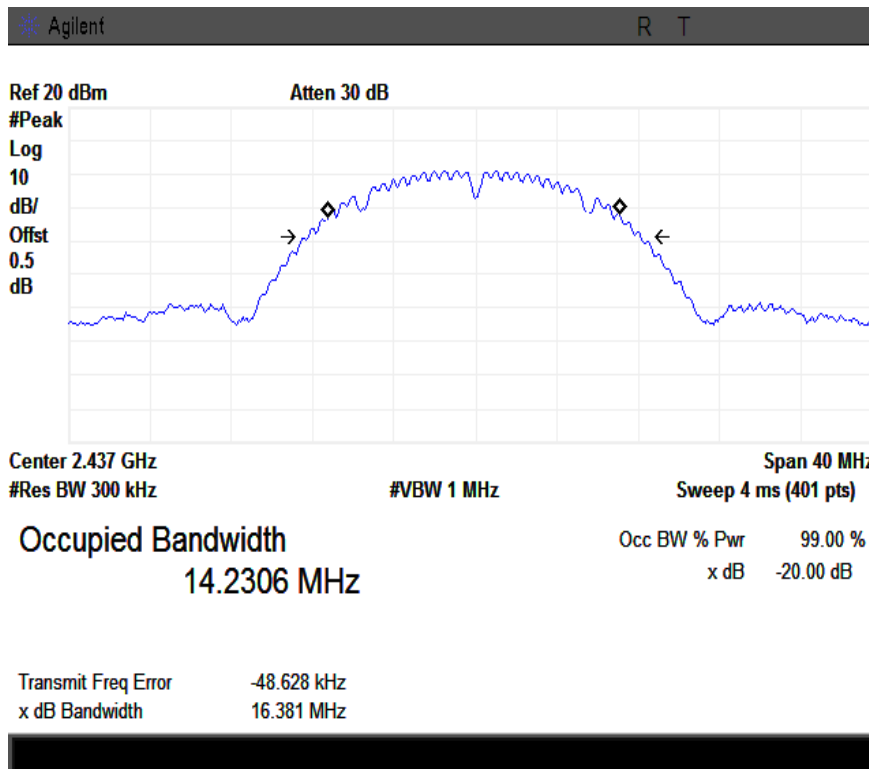 Agilent R T
Ref 20 dBm Atten 30 dB
#Peak
Log
10
dB/
Offst
0.5
dB
Center 2.437 GHz Span 40 MHz
#Res BW 300 kHz #VBW 1 MHz Sweep 4 ms (401 pts)
Occupied Bandwidth Occ BW % Pwr 99.00 %
14.2306 MHz x dB -20.00 dB
Transmit Freq Error -48.628 kHz
x dB Bandwidth 16.381 MHz